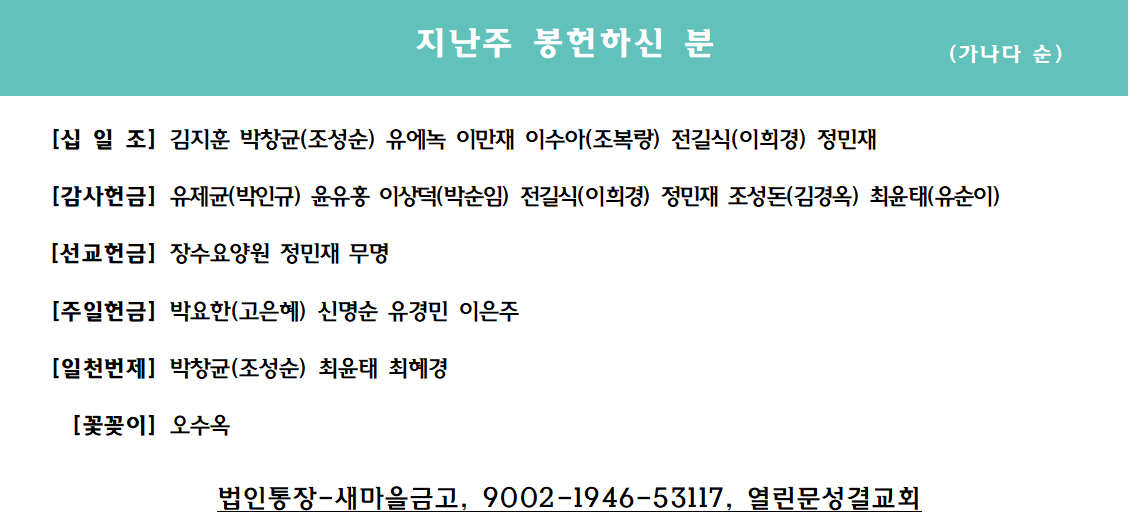 지난주 봉헌하신 분
(가나다 순)
[십 일 조] 김지훈 박창균(조성순) 유에녹 이만재 이수아(조복랑) 전길식(이희경) 정민재
[감사헌금] 유제균(박인규) 윤유홍 이상덕(박순임) 전길식(이희경) 정민재 조성돈(김경옥) 최윤태(유순이)
[선교헌금] 장수요양원 정민재 무명
[주일헌금] 박요한(고은혜) 신명순 유경민 이은주
[일천번제] 박창균(조성순) 최윤태 최혜경
[꽃꽂이] 오수옥
법인통장-새마을금고, 9002-1946-53117, 열린문성결교회